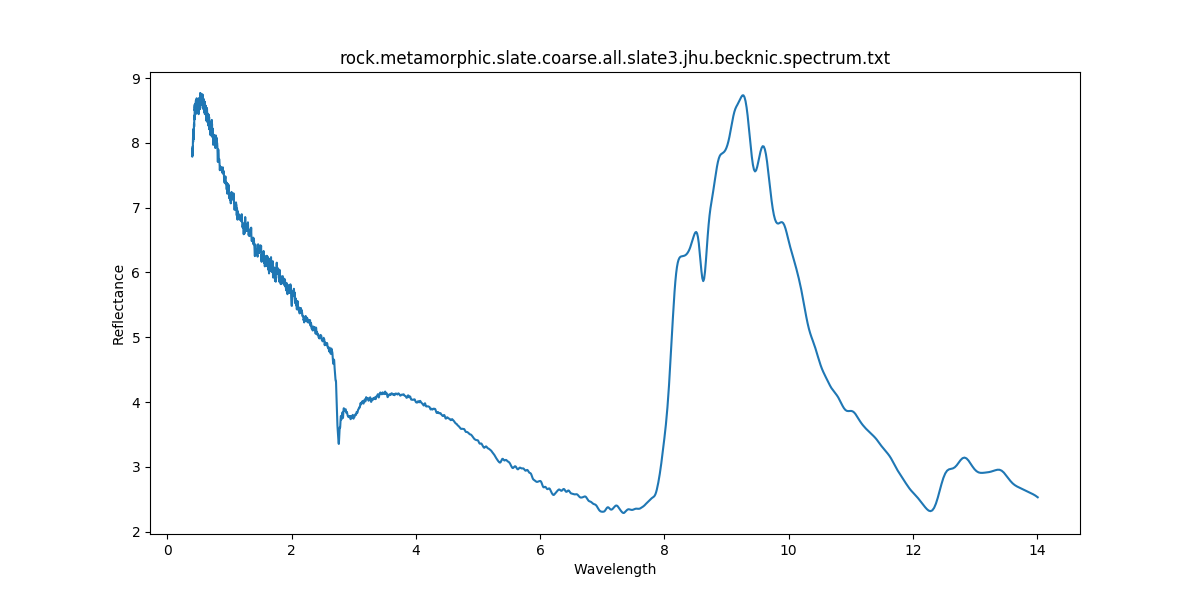 rock.metamorphic.slate.coarse.all.slate3.jhu.becknic.spectrum.txt
9
8
7
6
5
4
3
2
Reflectance
0 2 4 6 8 10 12 14
Wavelength